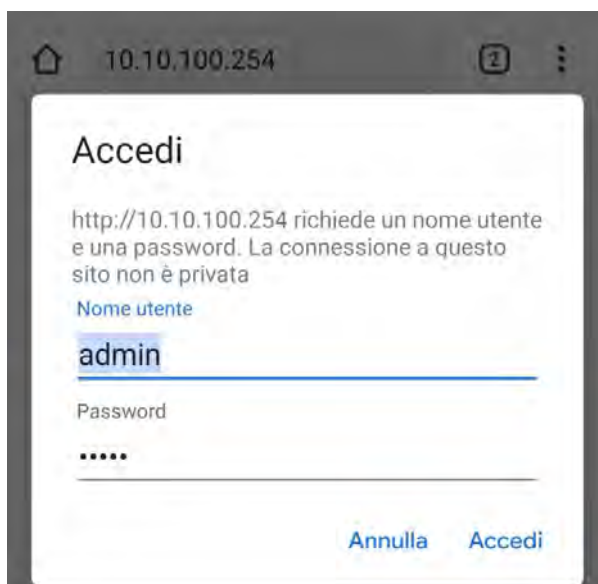 10.10.100.254
2
Accedi
http://10.10.100.254 richiede un nome utente
e una password. La connessione a questo
sito non è privata
Nome utente
admin
Password
•••••
Annulla
Accedi